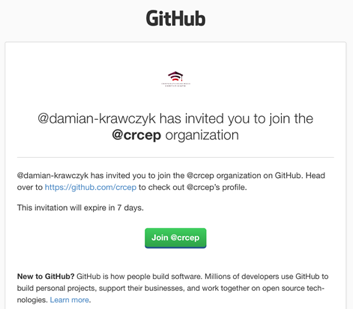 GitHub
@damian-krawczyk has invited you to join the
@crcep organization
@damian-krawczyk has invited you to join the @crcep organization on GitHub. Head
over to https://github.com/crcep to check out @crcep's profile.
This invitation will expire in 7 days.
Join @crcep
New to GitHub? GitHub is how people build software. Millions of developers use GitHub to
build personal projects, support their businesses, and work together on open source tech-
nologies. Learn more.